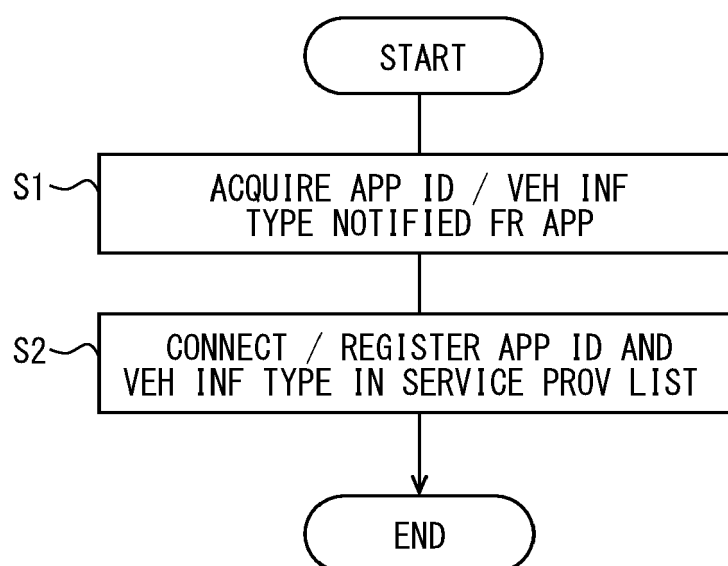 START
S1
ACQUIRE APP ID / VEH INF
TYPE NOTIFIED FR APP
S2
CONNECT / REGISTER APP ID AND
VEH INF TYPE IN SERVICE PROV LIST
END